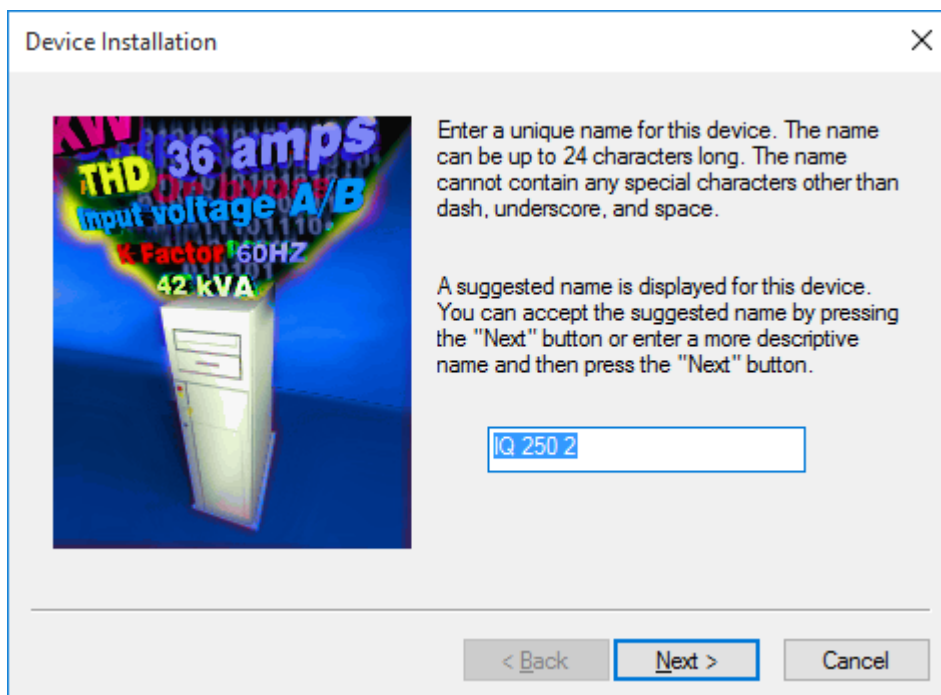 Device Installation
KW
THD 36 amps
On bypass
Input voltage A/B
K Factor 60HZ
42 kVA
Enter a unique name for this device. The name
can be up to 24 characters long. The name
cannot contain any special characters other than
dash, underscore, and space.
A suggested name is displayed for this device.
You can accept the suggested name by pressing
the "Next" button or enter a more descriptive
name and then press the "Next" button.
IQ 250 2
< Back
Next >
Cancel